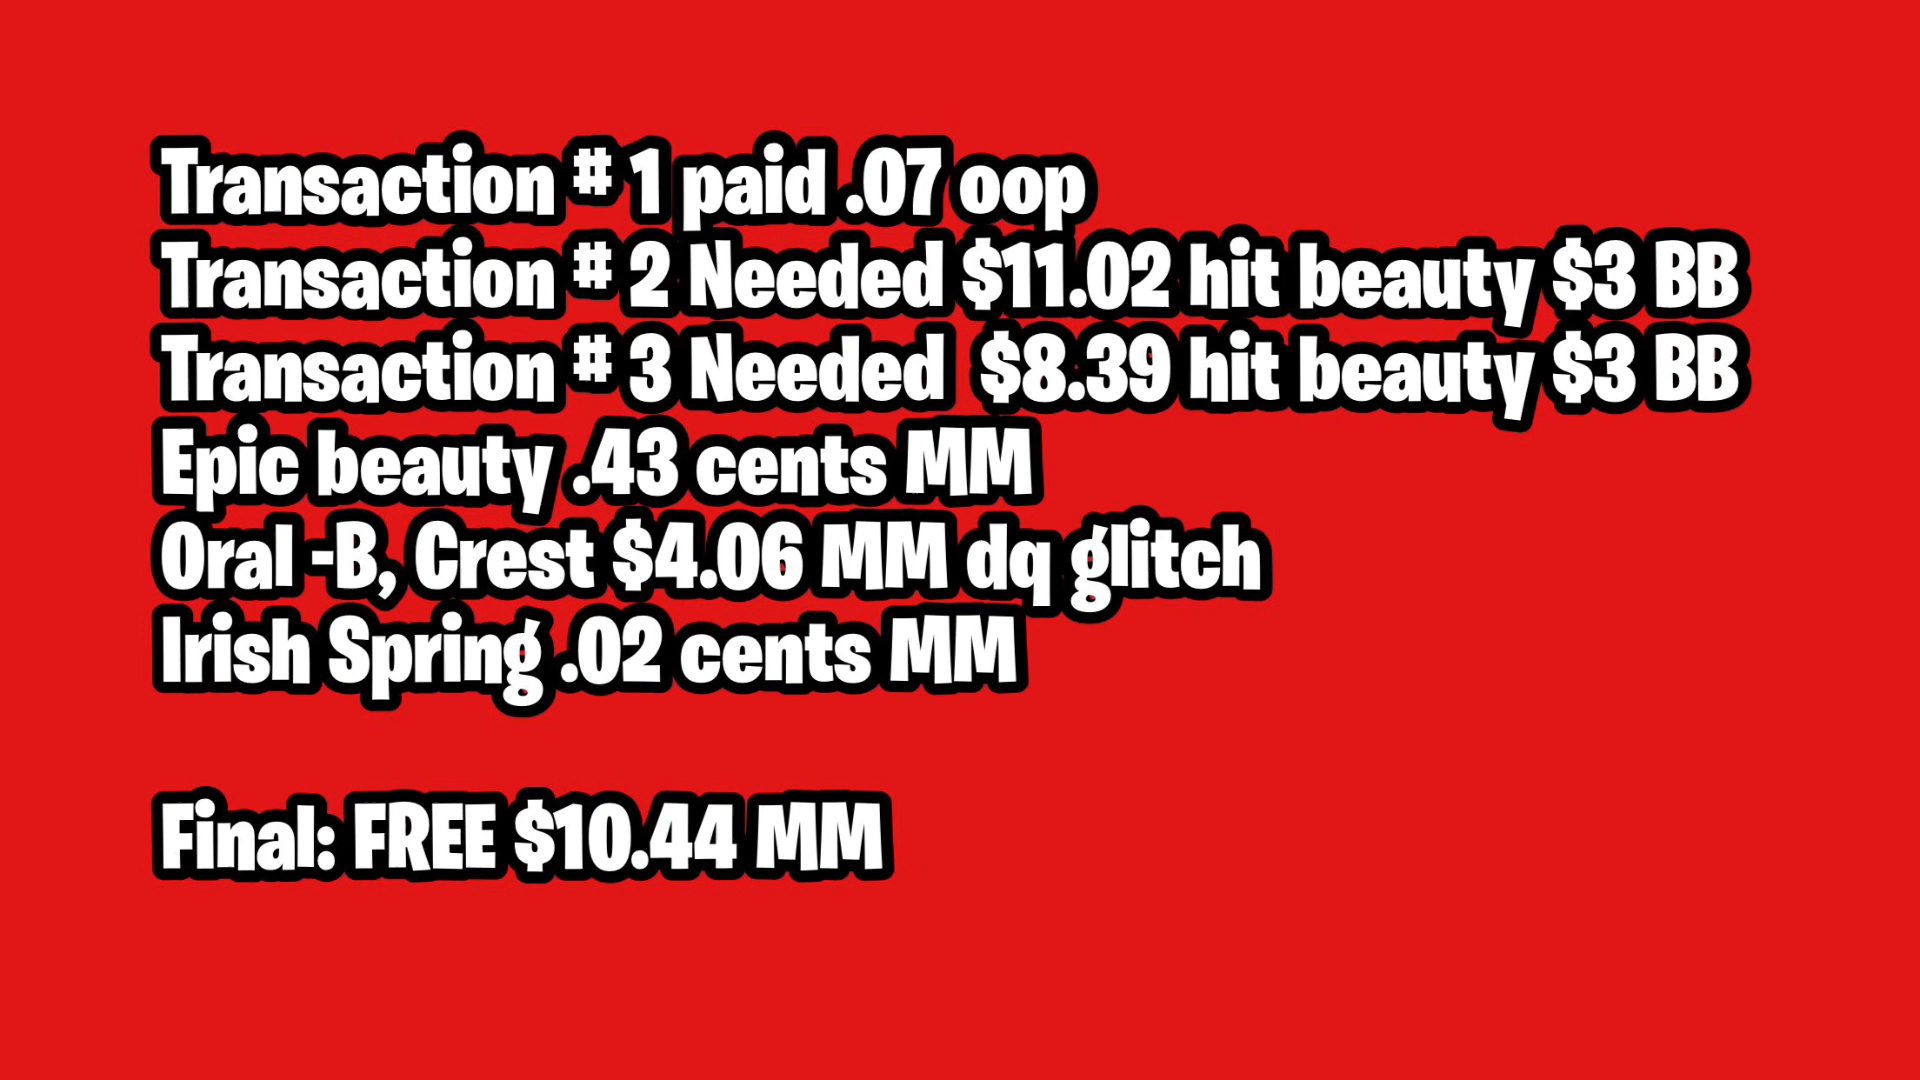 Transaction # 1 paid .07 oop
Transaction # 2 Needed $11.02 hit beauty $3 BB
Transaction # 3 Needed $8.39 hit beauty $3 BB
Epic beauty .43 cents MM
Oral -B, Crest $4.06 MM dq glitch
Irish Spring .02 cents MM
Final: FREE $10.44 MM